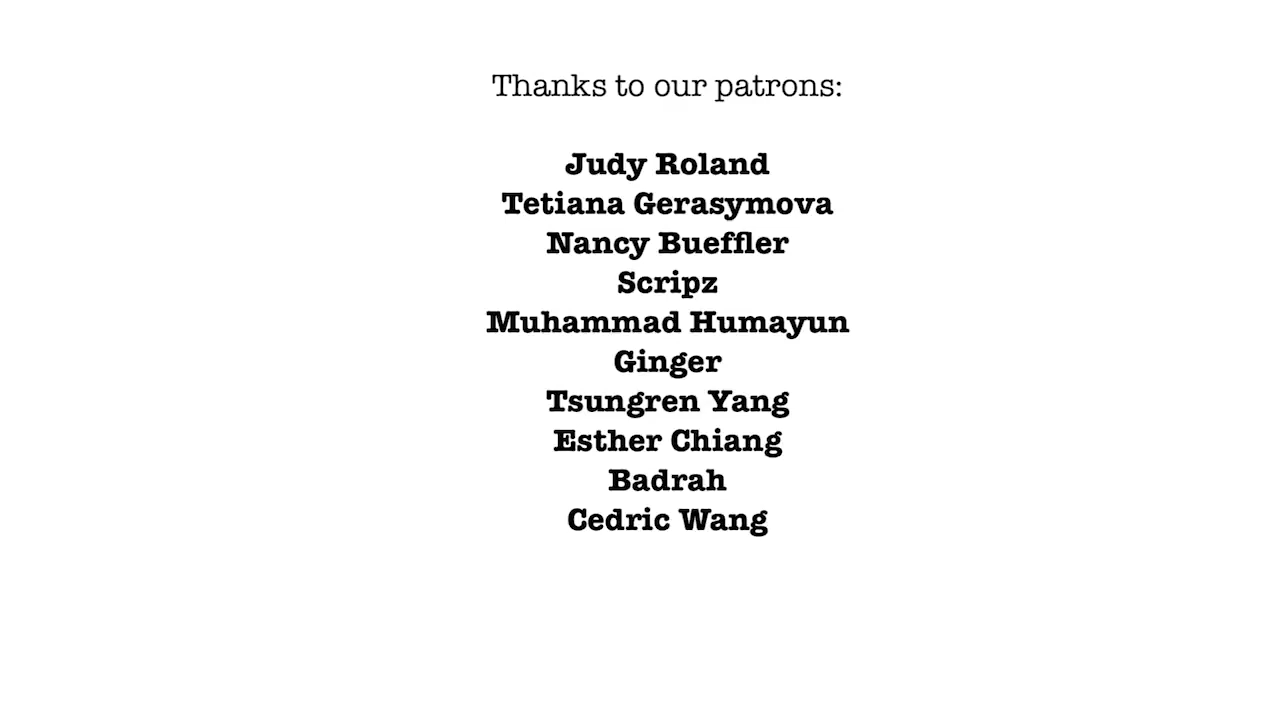 Thanks to our patrons:
Judy Roland
Tetiana Gerasymova
Nancy Bueffler
Scripz
Muhammad Humayun
Ginger
Tsungren Yang
Esther Chiang
Badrah
Cedric Wang